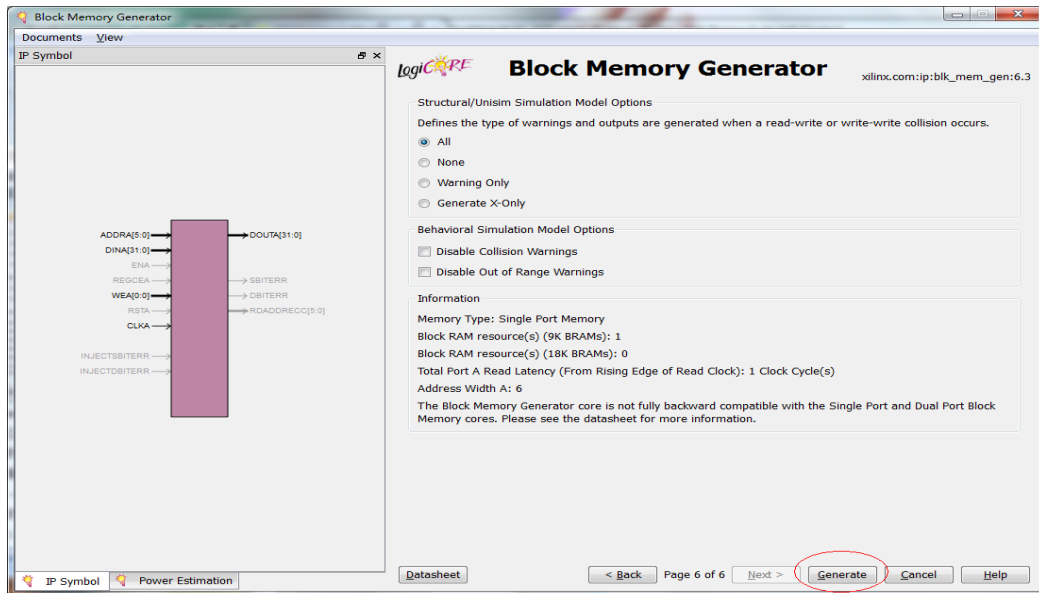 Block Memory Generator
Documents View
IP Symbol
ADDRA[5:0]
DOUTA[31:0]
DINA[31:0]
ENA
REGCEA
SBITERR
WEA[0:0]
DBITERR
RSTA
RDADDRECC[5:0]
CLKA
INJECTSBITERR
INJECTDBITERR
IP Symbol
Power Estimation
logiCORE
Block Memory Generator
xilinx.com:ip:blk_mem_gen:6.3
Structural/Unisim Simulation Model Options
Defines the type of warnings and outputs are generated when a read-write or write-write collision occurs.
All
None
Warning Only
Generate X-Only
Behavioral Simulation Model Options
Disable Collision Warnings
Disable Out of Range Warnings
Information
Memory Type: Single Port Memory
Block RAM resource(s) (9K BRAMs): 1
Block RAM resource(s) (18K BRAMs): 0
Total Port A Read Latency (From Rising Edge of Read Clock): 1 Clock Cycle(s)
Address Width A: 6
The Block Memory Generator core is not fully backward compatible with the Single Port and Dual Port Block
Memory cores. Please see the datasheet for more information.
Datasheet
< Back
Page 6 of 6
Next >
Generate
Cancel
Help